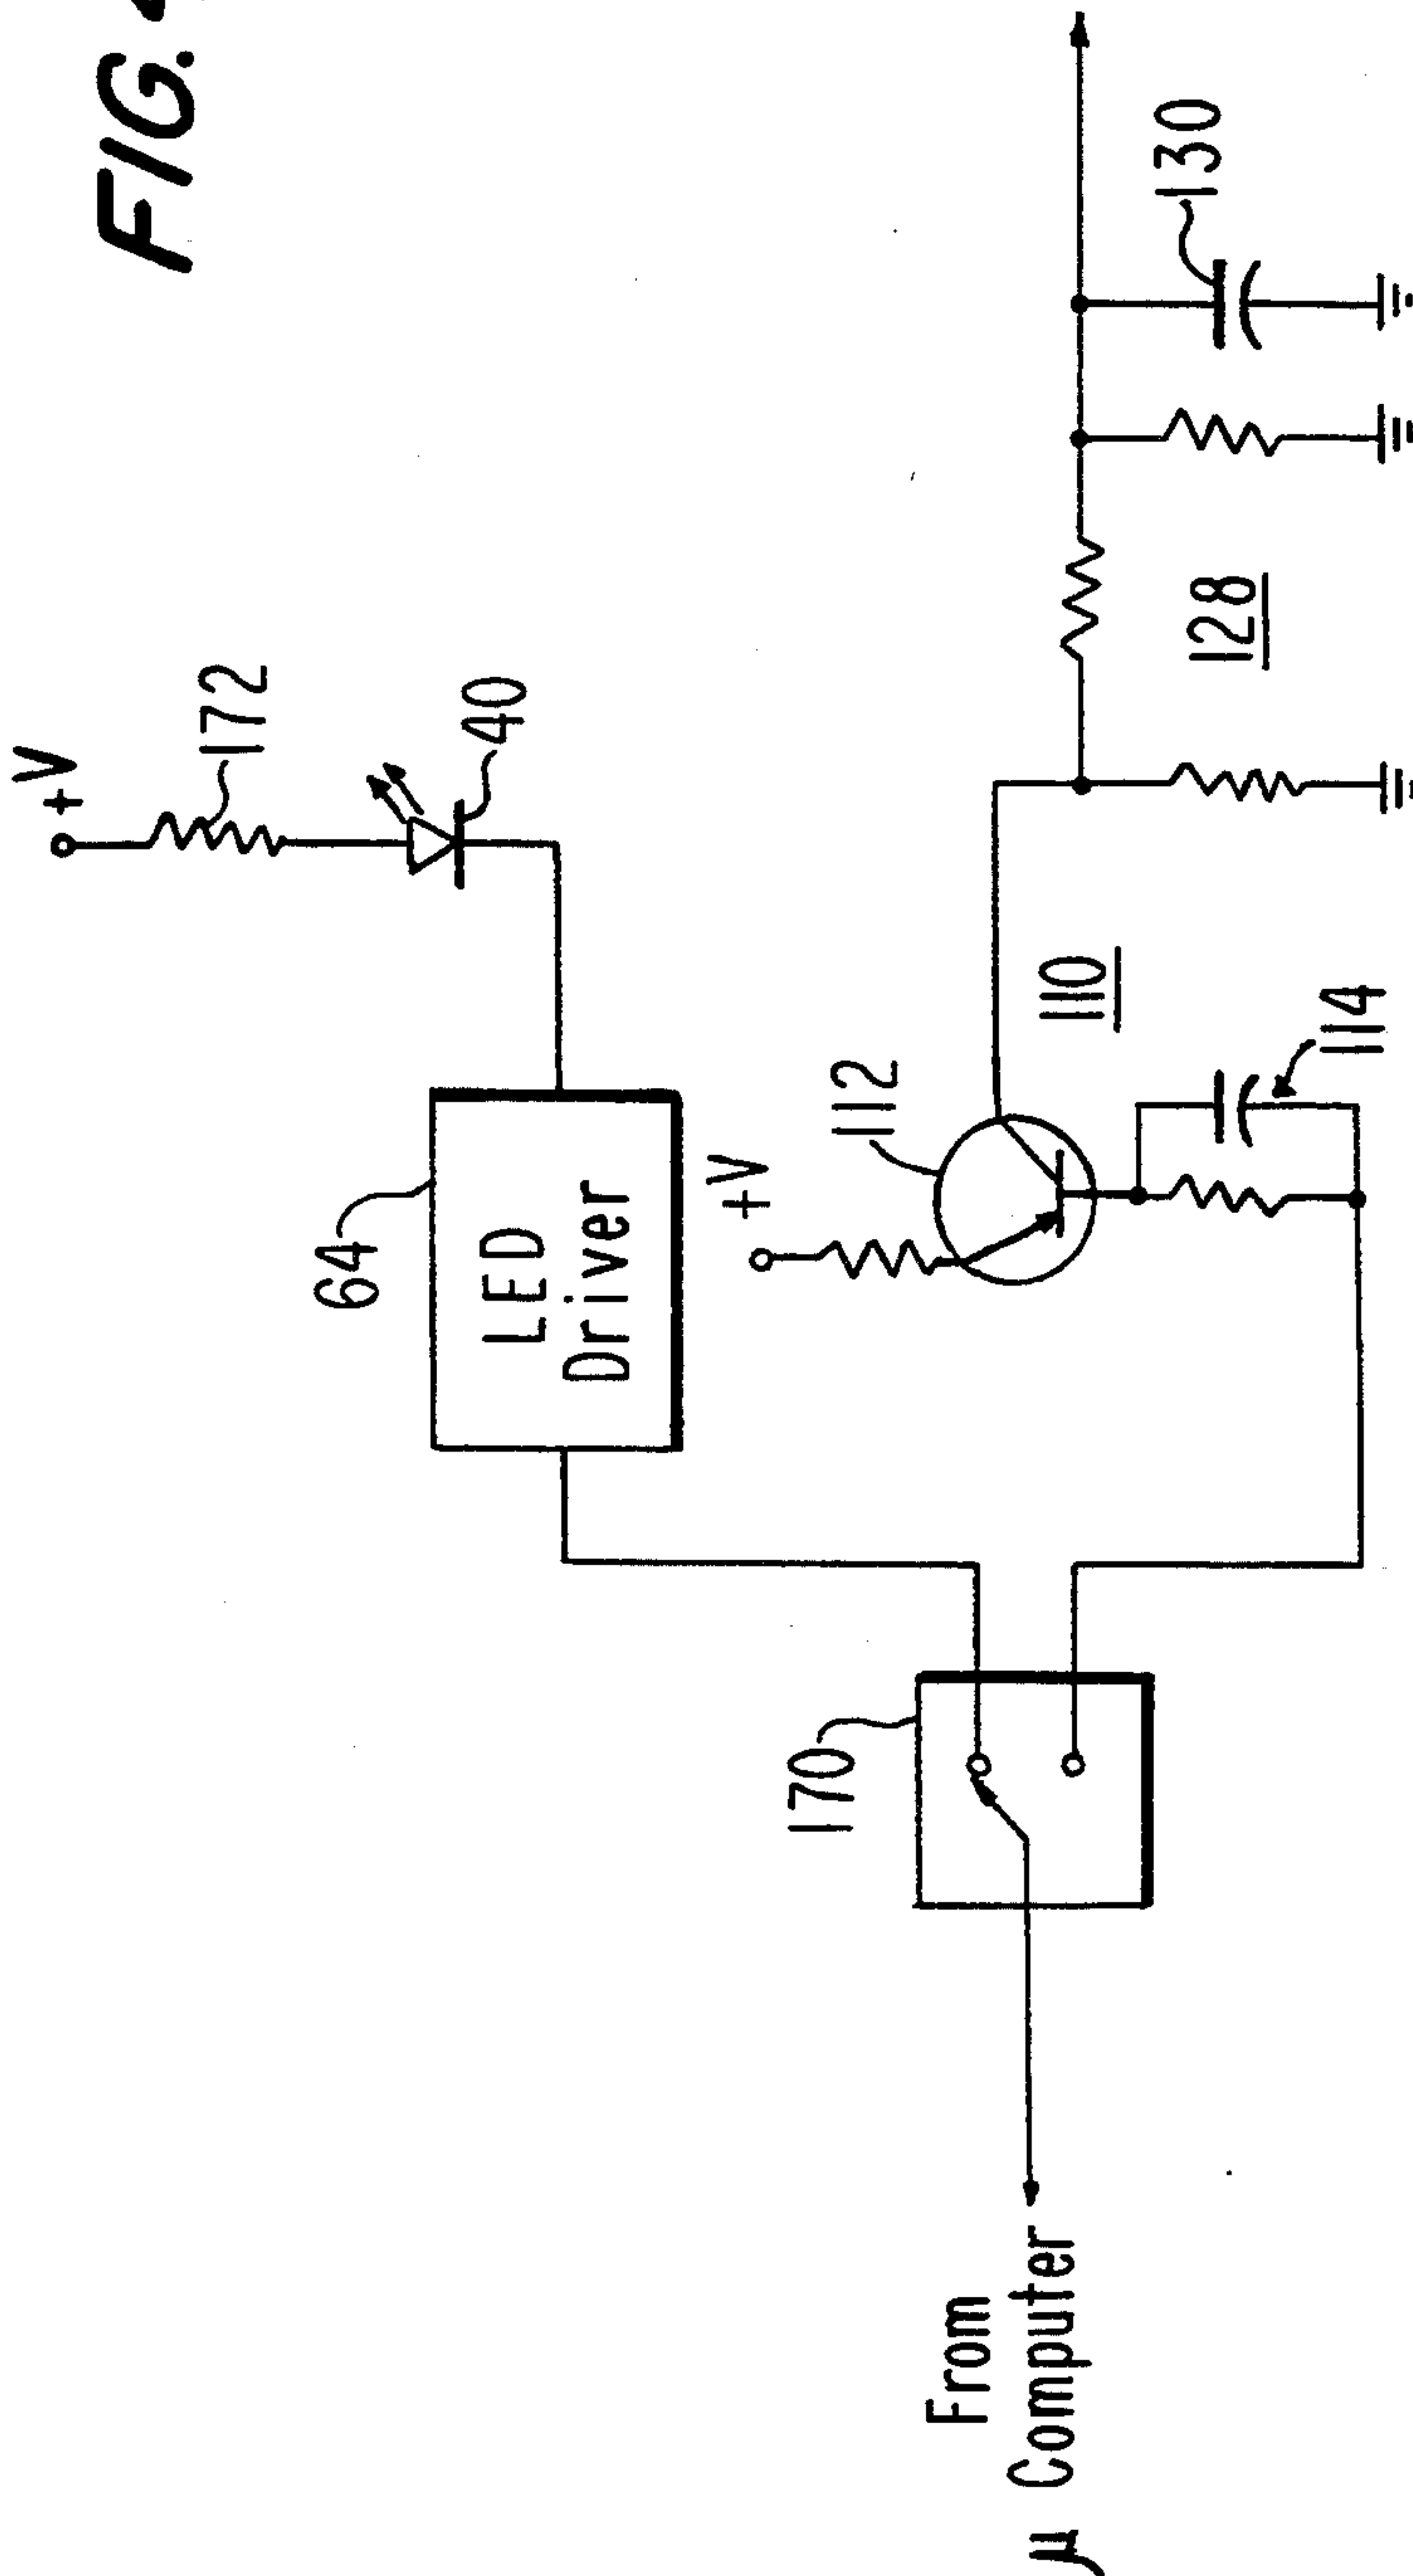 FIG. 4
+V
172
40
64
LED
Driver
+V
112
110
114
128
130
170
From
μ Computer